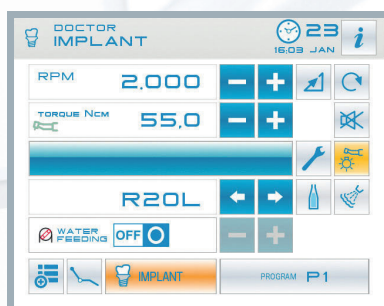 DOCTOR
IMPLANT
23
16:03 JAN
i
RPM 2.000
TORQUE NCM 55,0
R20L
WATER FEEDING OFF
IMPLANT
PROGRAM P1